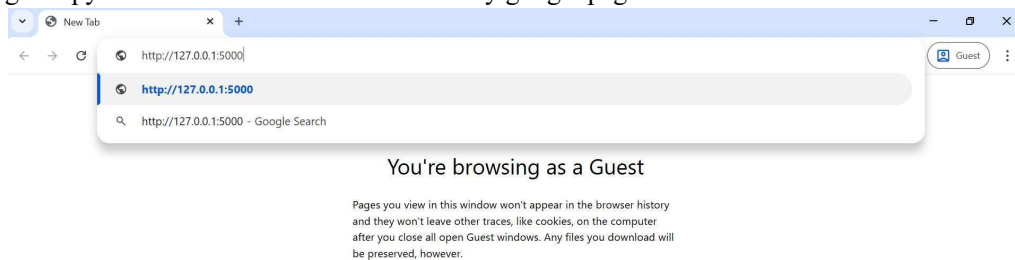 New Tab
http://127.0.0.1:5000
Guest
http://127.0.0.1:5000
http://127.0.0.1:5000 - Google Search
You're browsing as a Guest
Pages you view in this window won't appear in the browser history
and they won't leave other traces, like cookies, on the computer
after you close all open Guest windows. Any files you download will
be preserved, however.